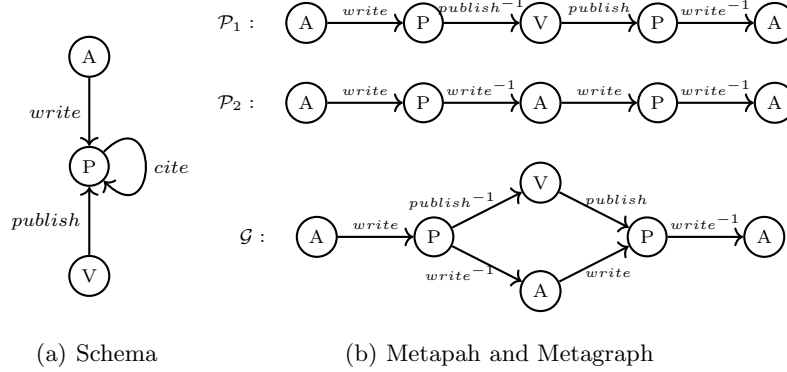 A
write
P
cite
publish
V
(a) Schema
P₁ : A write P publish⁻¹ V publish P write⁻¹ A
P₂ : A write P write⁻¹ A write P write⁻¹ A
V
publish⁻¹ publish
G : A write P P write⁻¹ A
write⁻¹ write
A
(b) Metapah and Metagraph